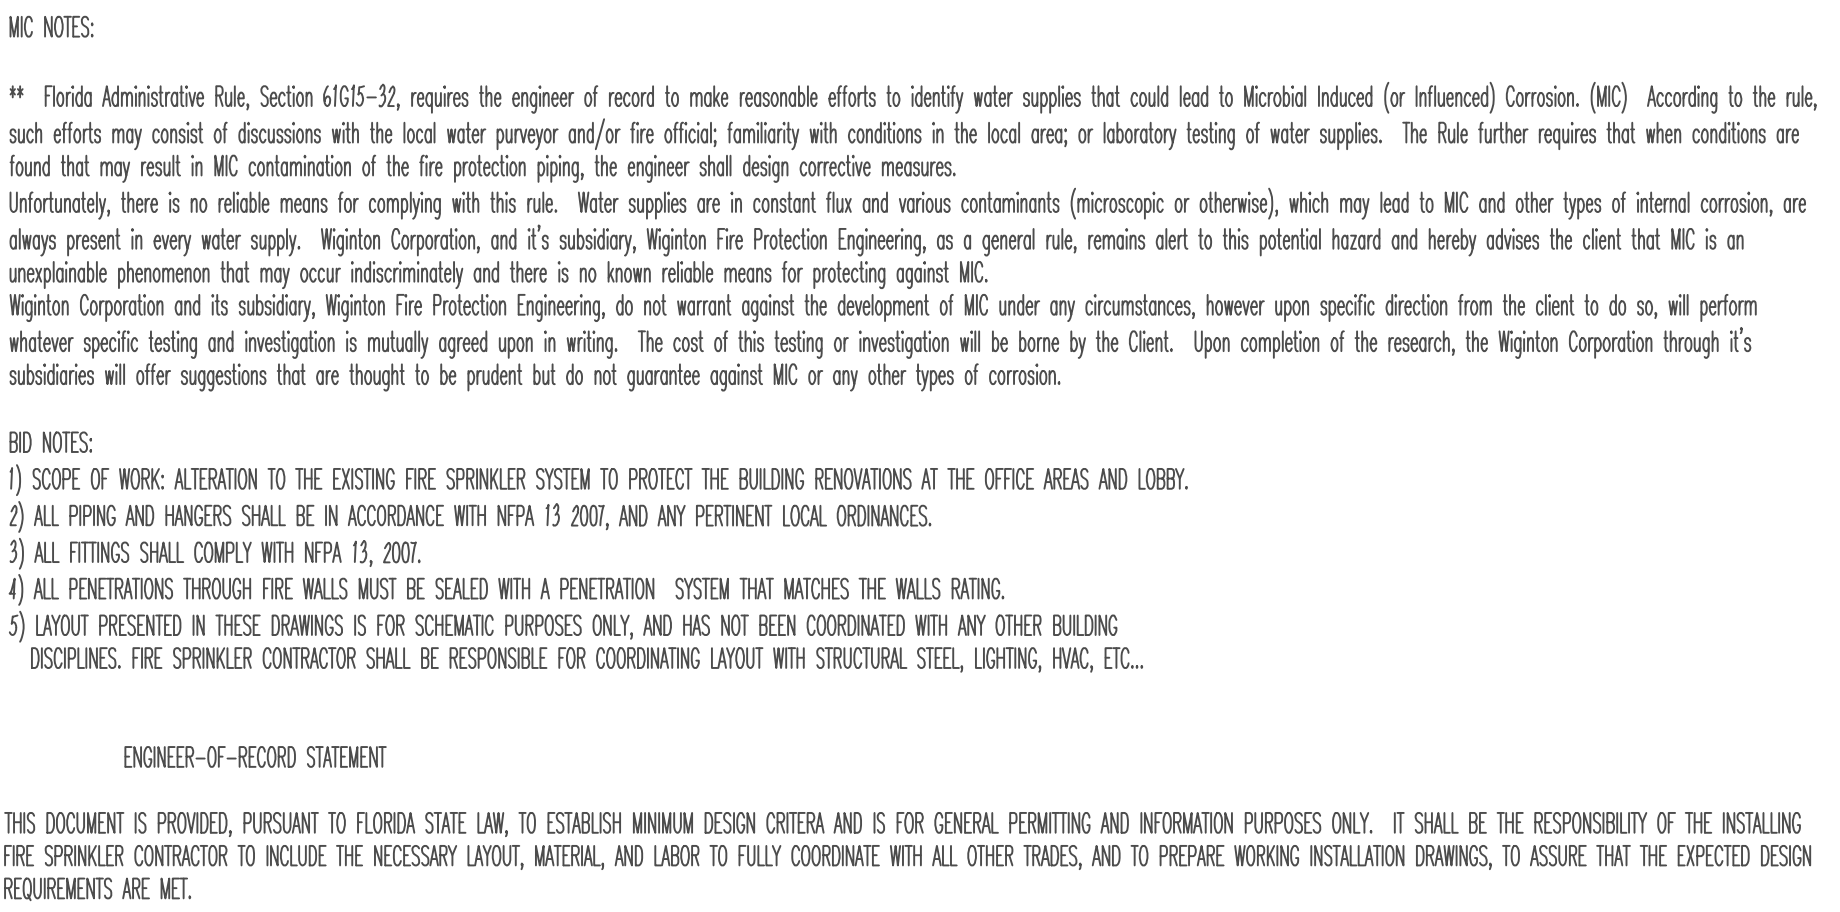 MIC NOTES:
** Florida Administrative Rule, Section 61G15-32, requires the engineer of record to make reasonable efforts to identify water supplies that could lead to Microbial Induced (or Influenced) Corrosion. (MIC) According to the rule,
such efforts may consist of discussions with the local water purveyor and/or fire official; familiarity with conditions in the local area; or laboratory testing of water supplies. The Rule further requires that when conditions are
found that may result in MIC contamination of the fire protection piping, the engineer shall design corrective measures.
Unfortunately, there is no reliable means for complying with this rule. Water supplies are in constant flux and various contaminants (microscopic or otherwise), which may lead to MIC and other types of internal corrosion, are
always present in every water supply. Wiginton Corporation, and it's subsidiary, Wiginton Fire Protection Engineering, as a general rule, remains alert to this potential hazard and hereby advises the client that MIC is an
unexplainable phenomenon that may occur indiscriminately and there is no known reliable means for protecting against MIC.
Wiginton Corporation and its subsidiary, Wiginton Fire Protection Engineering, do not warrant against the development of MIC under any circumstances, however upon specific direction from the client to do so, will perform
whatever specific testing and investigation is mutually agreed upon in writing. The cost of this testing or investigation will be borne by the Client. Upon completion of the research, the Wiginton Corporation through it's
subsidiaries will offer suggestions that are thought to be prudent but do not guarantee against MIC or any other types of corrosion.
BID NOTES:
1) SCOPE OF WORK: ALTERATION TO THE EXISTING FIRE SPRINKLER SYSTEM TO PROTECT THE BUILDING RENOVATIONS AT THE OFFICE AREAS AND LOBBY.
2) ALL PIPING AND HANGERS SHALL BE IN ACCORDANCE WITH NFPA 13 2007, AND ANY PERTINENT LOCAL ORDINANCES.
3) ALL FITTINGS SHALL COMPLY WITH NFPA 13, 2007.
4) ALL PENETRATIONS THROUGH FIRE WALLS MUST BE SEALED WITH A PENETRATION SYSTEM THAT MATCHES THE WALLS RATING.
5) LAYOUT PRESENTED IN THESE DRAWINGS IS FOR SCHEMATIC PURPOSES ONLY, AND HAS NOT BEEN COORDINATED WITH ANY OTHER BUILDING
DISCIPLINES. FIRE SPRINKLER CONTRACTOR SHALL BE RESPONSIBLE FOR COORDINATING LAYOUT WITH STRUCTURAL STEEL, LIGHTING, HVAC, ETC...
ENGINEER-OF-RECORD STATEMENT
THIS DOCUMENT IS PROVIDED, PURSUANT TO FLORIDA STATE LAW, TO ESTABLISH MINIMUM DESIGN CRITERA AND IS FOR GENERAL PERMITTING AND INFORMATION PURPOSES ONLY. IT SHALL BE THE RESPONSIBILITY OF THE INSTALLING
FIRE SPRINKLER CONTRACTOR TO INCLUDE THE NECESSARY LAYOUT, MATERIAL, AND LABOR TO FULLY COORDINATE WITH ALL OTHER TRADES, AND TO PREPARE WORKING INSTALLATION DRAWINGS, TO ASSURE THAT THE EXPECTED DESIGN
REQUIREMENTS ARE MET.